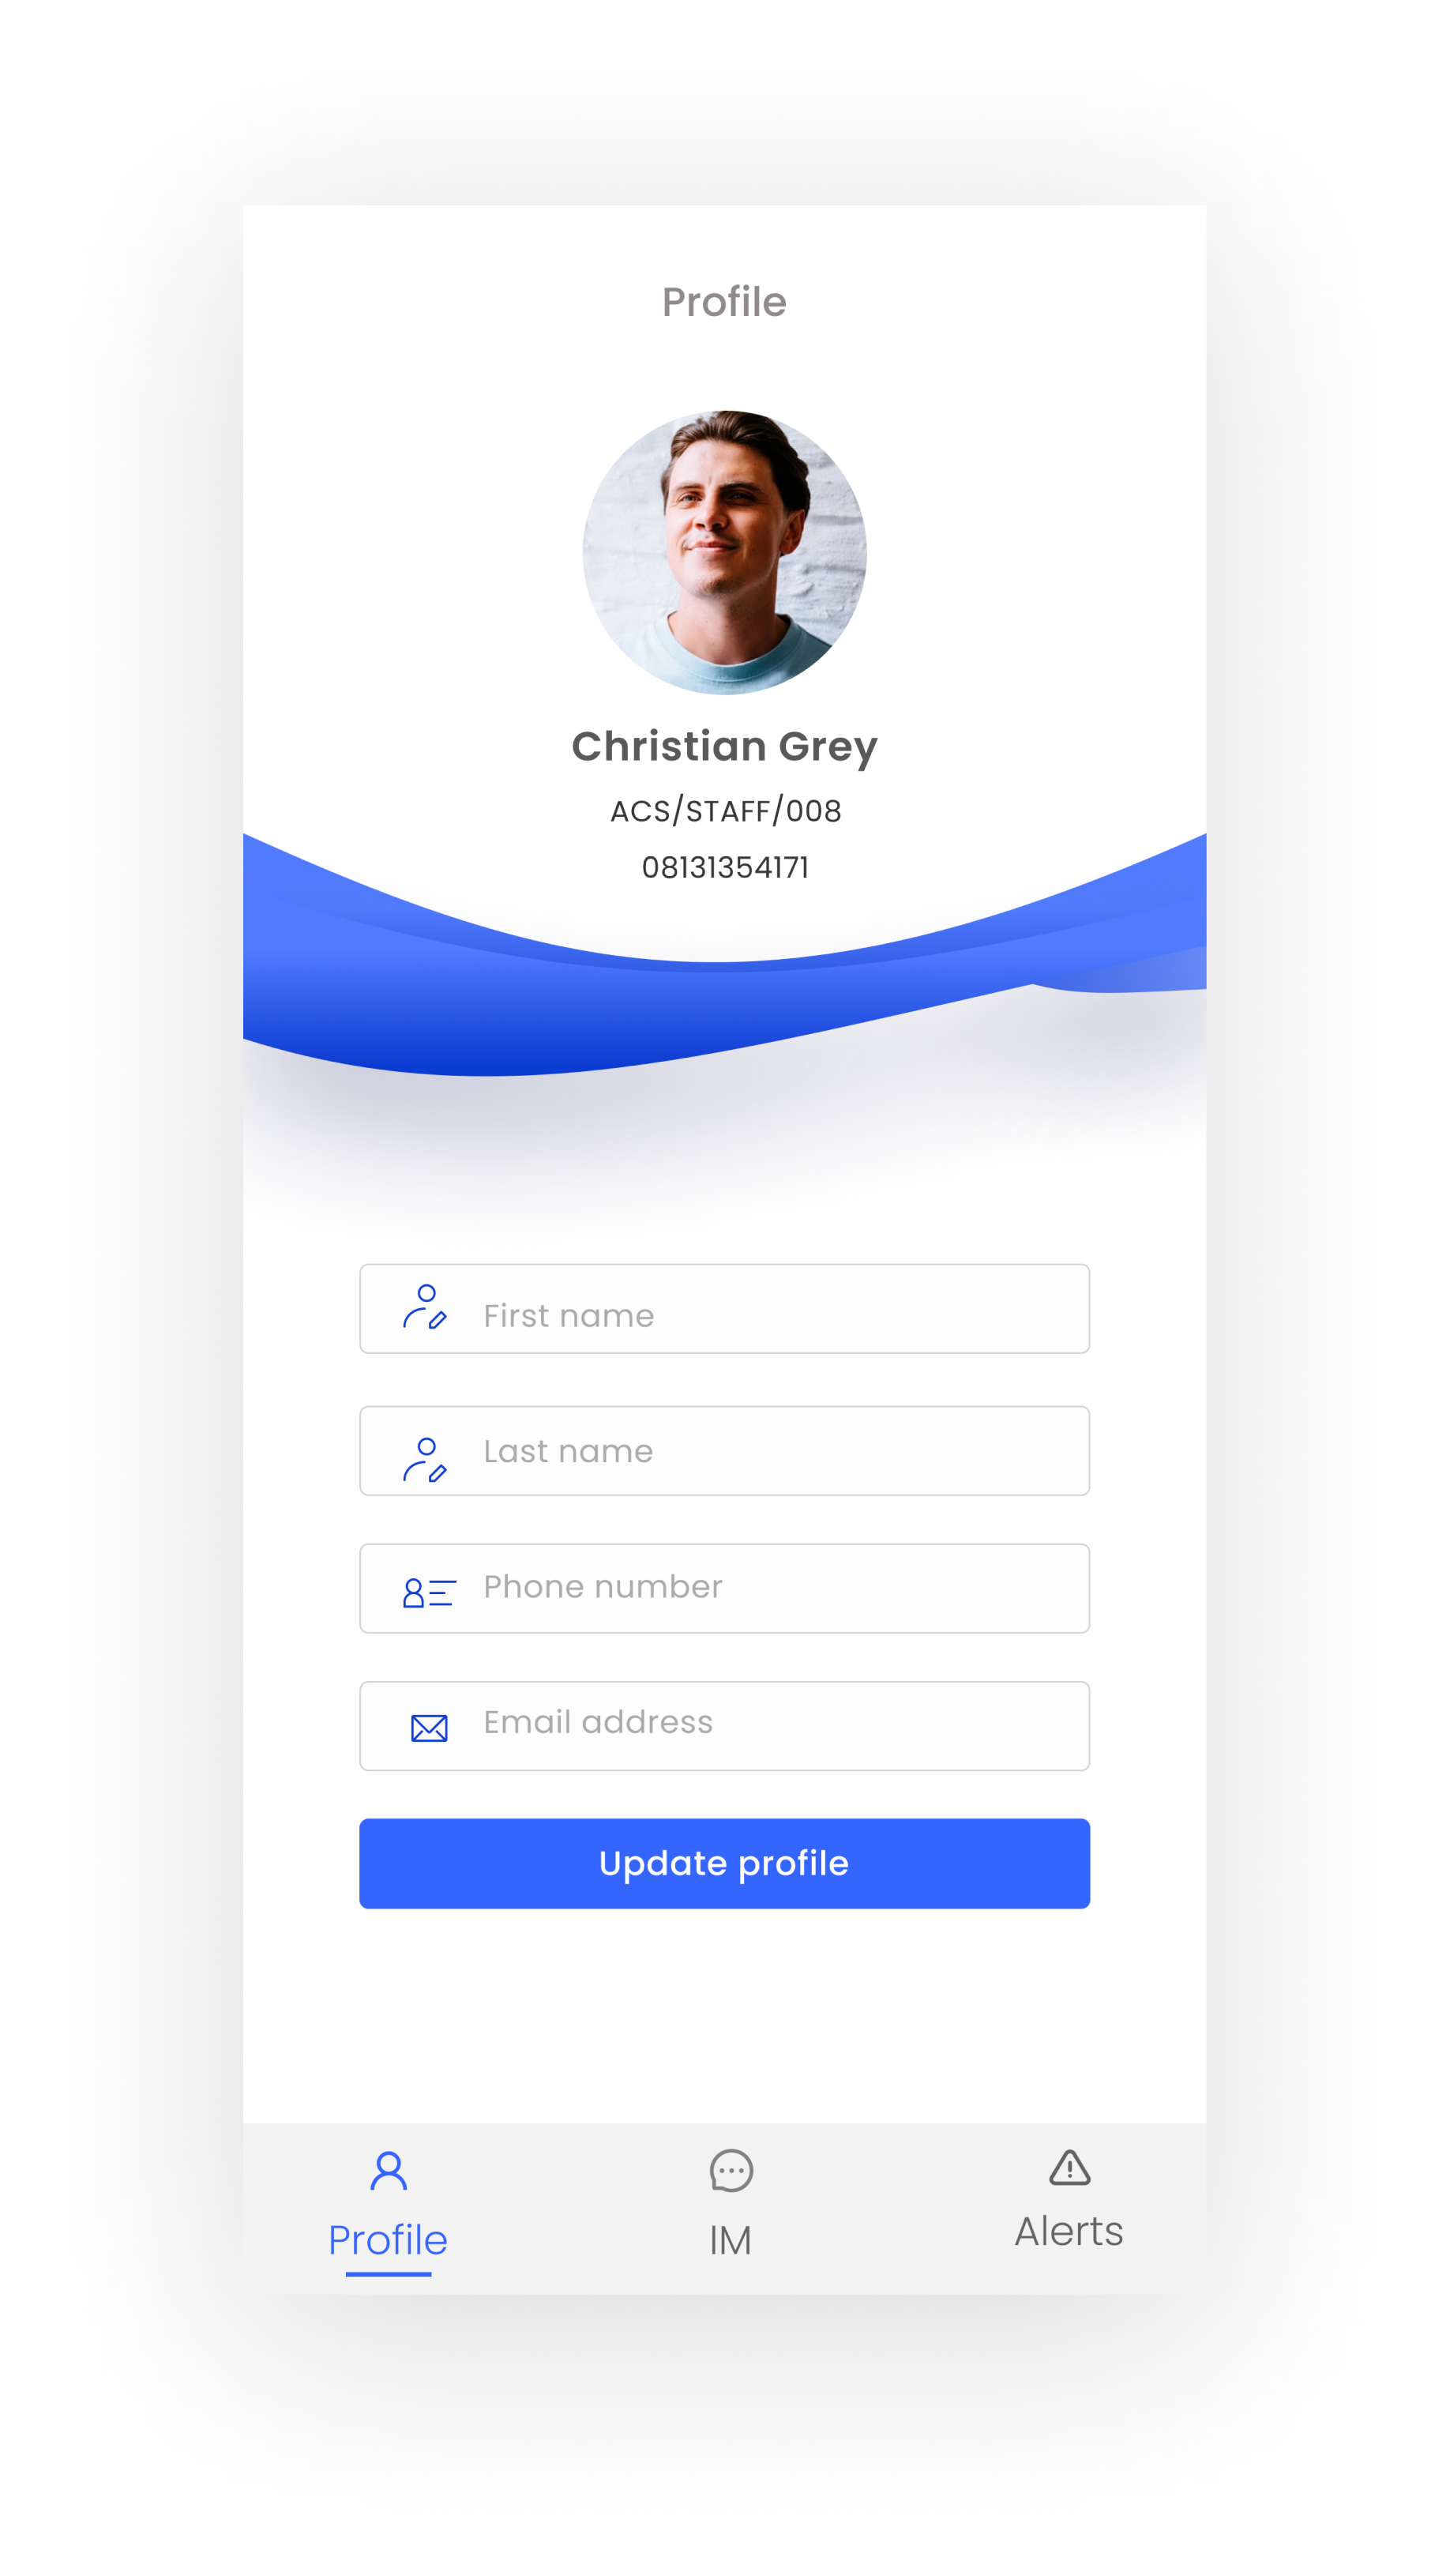 Profile
Christian Grey
ACS/STAFF/008
08131354171
First name
Last name
Phone number
Email address
Update profile
Profile
IM
Alerts